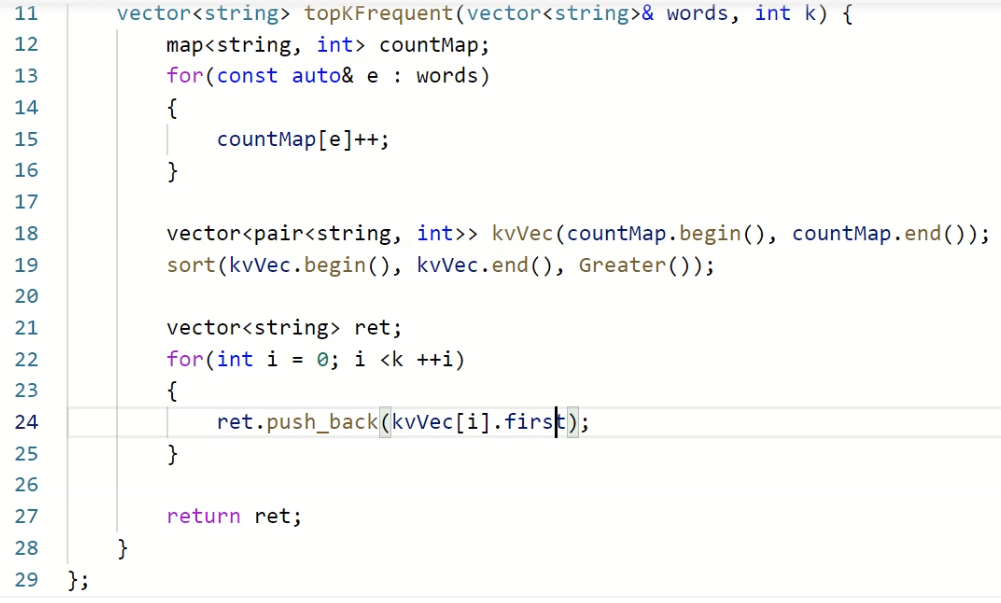 11 vector<string> topKFrequent(vector<string>& words, int k) {
12 map<string, int> countMap;
13 for(const auto& e : words)
14 {
15 countMap[e]++;
16 }
17
18 vector<pair<string, int>> kvVec(countMap.begin(), countMap.end());
19 sort(kvVec.begin(), kvVec.end(), Greater());
20
21 vector<string> ret;
22 for(int i = 0; i <k ++i)
23 {
24 ret.push_back(kvVec[i].first);
25 }
26
27 return ret;
28 }
29 };